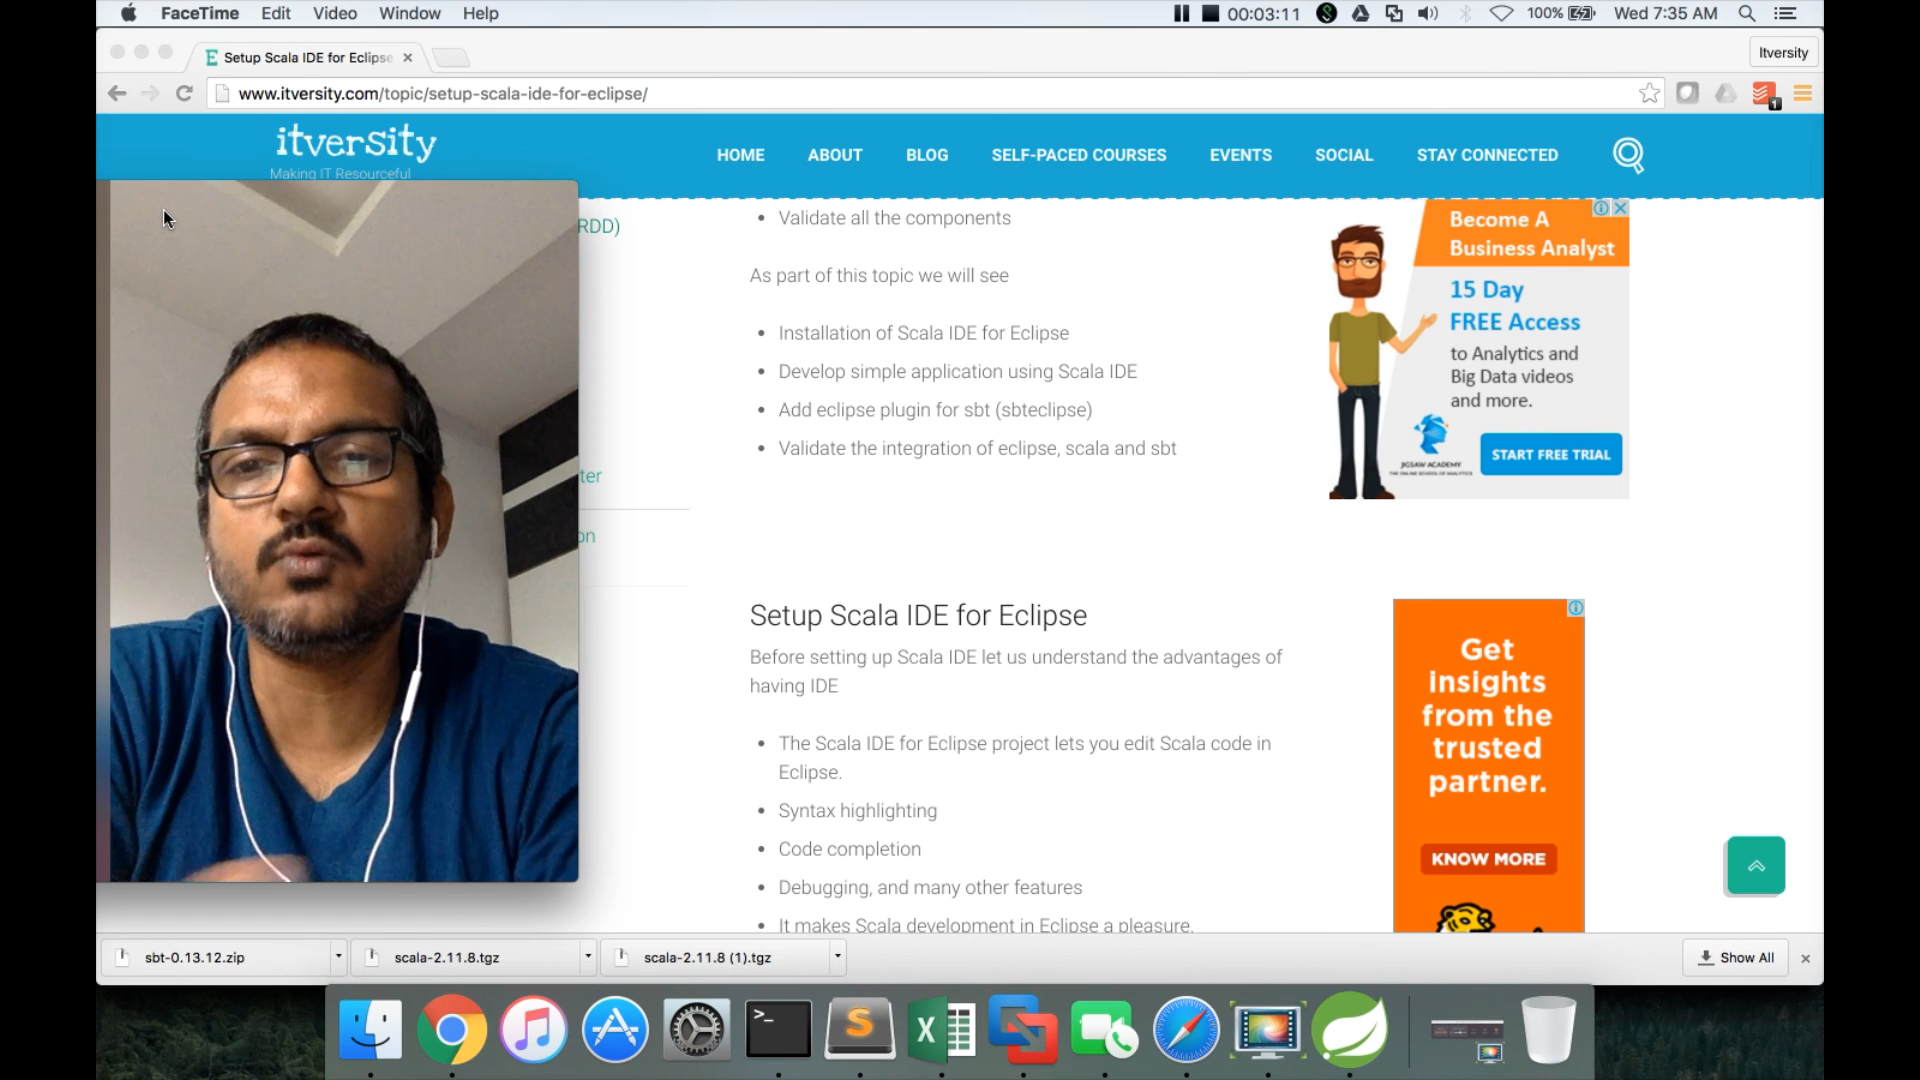 FaceTime Edit Video Window Help
00:03:11 100% Wed 7:35 AM
Setup Scala IDE for Eclipse
Itversity
www.itversity.com/topic/setup-scala-ide-for-eclipse/
itversity
Making IT Resourceful
HOME ABOUT BLOG SELF-PACED COURSES EVENTS SOCIAL STAY CONNECTED
RDD)
ter
on
• Validate all the components
As part of this topic we will see
• Installation of Scala IDE for Eclipse
• Develop simple application using Scala IDE
• Add eclipse plugin for sbt (sbteclipse)
• Validate the integration of eclipse, scala and sbt
Become A
Business Analyst
15 Day
FREE Access
to Analytics and
Big Data videos
and more.
JIGSAW ACADEMY
THE ONLINE SCHOOL OF ANALYTICS
START FREE TRIAL
Setup Scala IDE for Eclipse
Before setting up Scala IDE let us understand the advantages of
having IDE
• The Scala IDE for Eclipse project lets you edit Scala code in
Eclipse.
• Syntax highlighting
• Code completion
• Debugging, and many other features
• It makes Scala development in Eclipse a pleasure.
Get
insights
from the
trusted
partner.
KNOW MORE
sbt-0.13.12.zip
scala-2.11.8.tgz
scala-2.11.8 (1).tgz
Show All